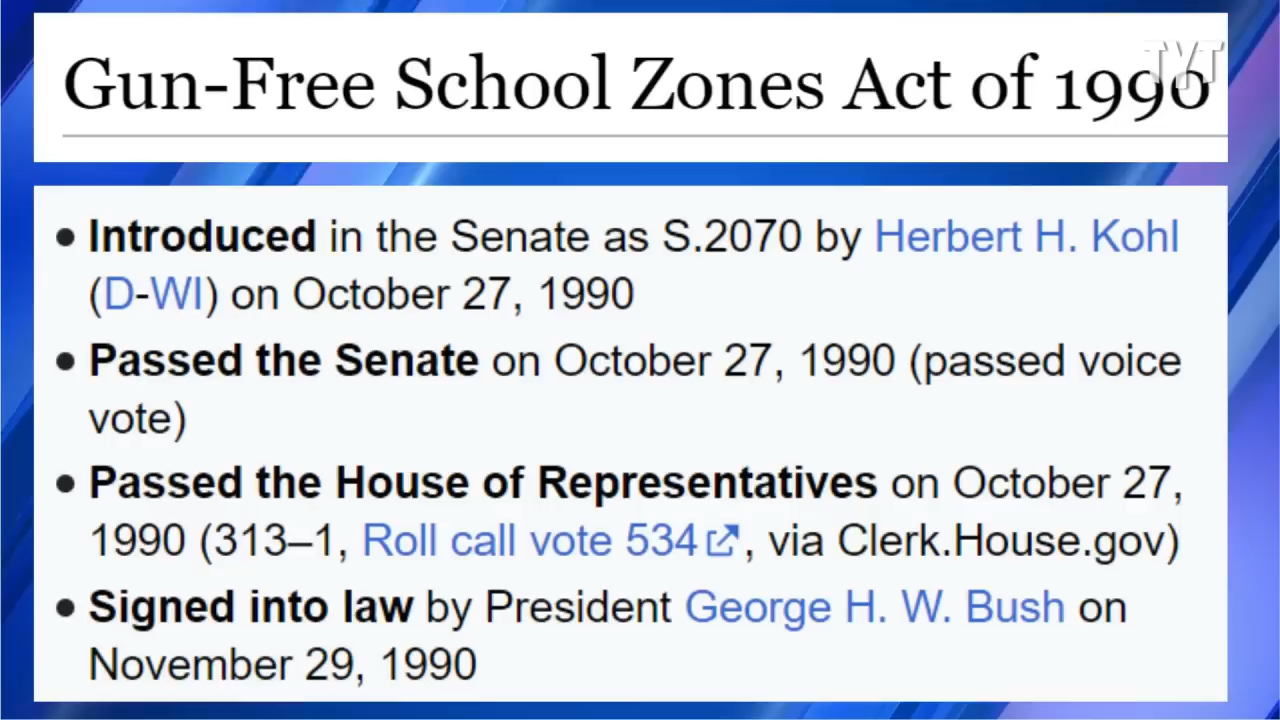 TYT
Gun-Free School Zones Act of 1990
• Introduced in the Senate as S.2070 by Herbert H. Kohl
(D-WI) on October 27, 1990
• Passed the Senate on October 27, 1990 (passed voice
vote)
• Passed the House of Representatives on October 27,
1990 (313–1, Roll call vote 534, via Clerk.House.gov)
• Signed into law by President George H. W. Bush on
November 29, 1990